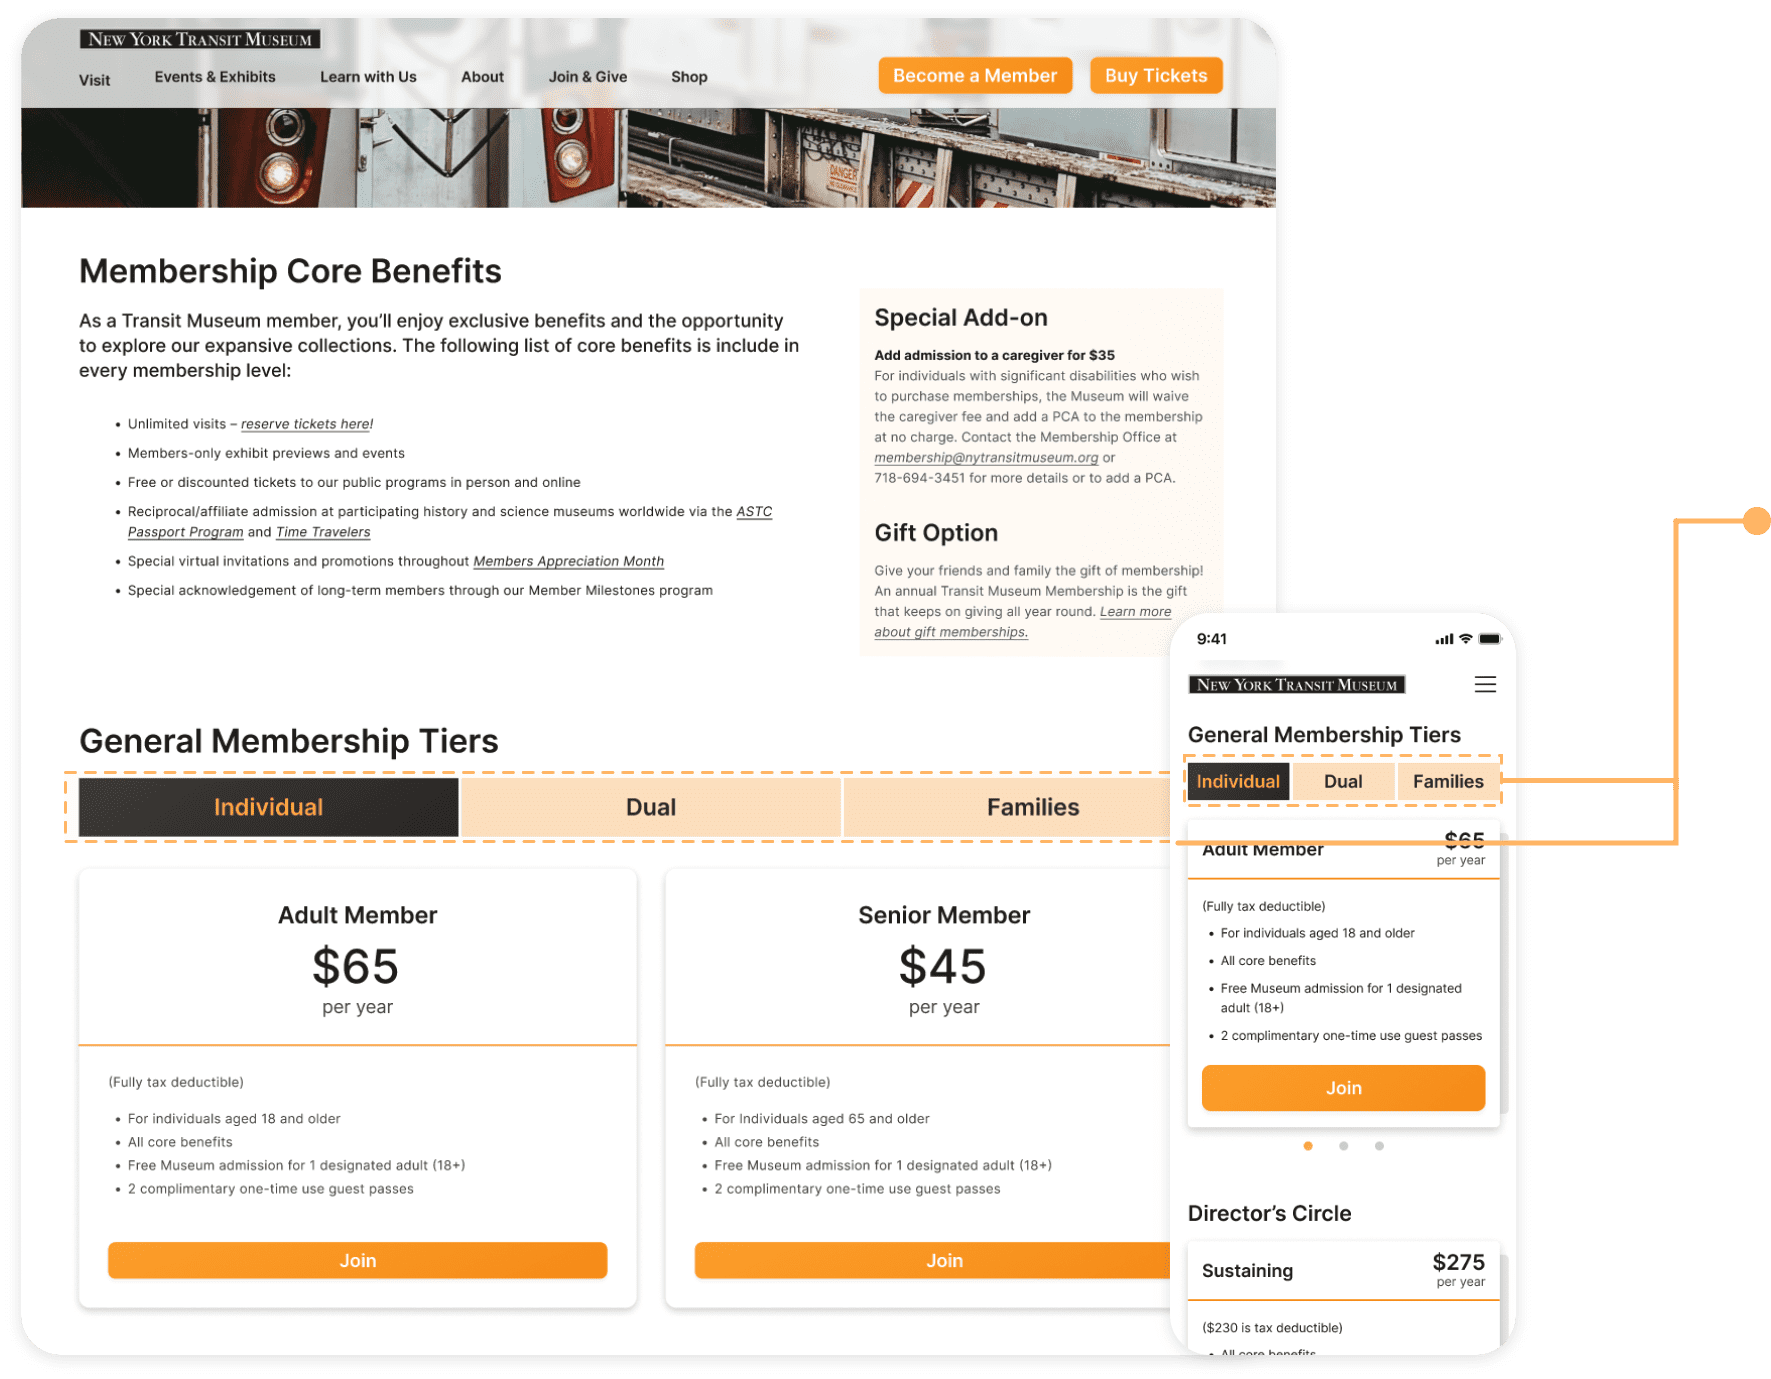 NEW YORK TRANSIT MUSEUM
Visit
Events & Exhibits
Learn with Us
About
Join & Give
Shop
Become a Member
Buy Tickets
DANGER
Membership Core Benefits
As a Transit Museum member, you'll enjoy exclusive benefits and the opportunity
to explore our expansive collections. The following list of core benefits is include in
every membership level:
• Unlimited visits – reserve tickets here!
• Members-only exhibit previews and events
• Free or discounted tickets to our public programs in person and online
• Reciprocal/affiliate admission at participating history and science museums worldwide via the ASTC
Passport Program and Time Travelers
• Special virtual invitations and promotions throughout Members Appreciation Month
• Special acknowledgement of long-term members through our Member Milestones program
Special Add-on
Add admission to a caregiver for $35
For individuals with significant disabilities who wish
to purchase memberships, the Museum will waive
the caregiver fee and add a PCA to the membership
at no charge. Contact the Membership Office at
membership@nytransitmuseum.org or
718-694-3451 for more details or to add a PCA.
Gift Option
Give your friends and family the gift of membership!
An annual Transit Museum Membership is the gift
that keeps on giving all year round. Learn more
about gift memberships.
General Membership Tiers
Individual
Dual
Families
Adult Member
$65
per year
(Fully tax deductible)
• For individuals aged 18 and older
• All core benefits
• Free Museum admission for 1 designated adult (18+)
• 2 complimentary one-time use guest passes
Join
Senior Member
$45
per year
(Fully tax deductible)
• For Individuals aged 65 and older
• All core benefits
• Free Museum admission for 1 designated adult (18+)
• 2 complimentary one-time use guest passes
Join
9:41
NEW YORK TRANSIT MUSEUM
General Membership Tiers
Individual
Dual
Families
Adult Member
$65
per year
(Fully tax deductible)
• For individuals aged 18 and older
• All core benefits
• Free Museum admission for 1 designated
adult (18+)
• 2 complimentary one-time use guest passes
Join
Director's Circle
Sustaining
$275
per year
($230 is tax deductible)
• All core benefits